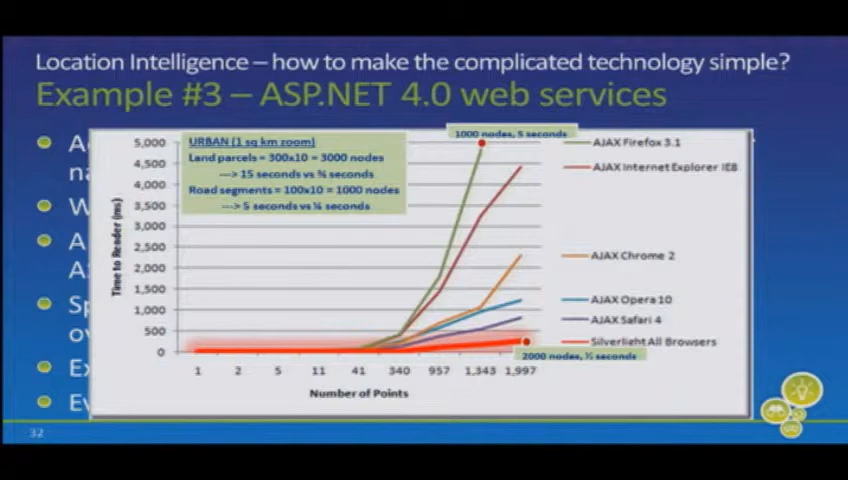 Location Intelligence – how to make the complicated technology simple?
Example #3 – ASP.NET 4.0 web services
1000 nodes, 5 seconds
URBAN (1 sq km zoom)
Land parcels = 300x10 = 3000 nodes
---> 15 seconds vs ¾ seconds
Road segments = 100x10 = 1000 nodes
---> 5 seconds vs ¼ seconds
Time to Render (ms)
5,000
4,500
4,000
3,500
3,000
2,500
2,000
1,500
1,000
500
0
AJAX Firefox 3.1
AJAX Internet Explorer IE8
AJAX Chrome 2
AJAX Opera 10
AJAX Safari 4
Silverlight All Browsers
2000 nodes, ½ seconds
1 2 5 11 41 340 957 1,343 1,997
Number of Points
32